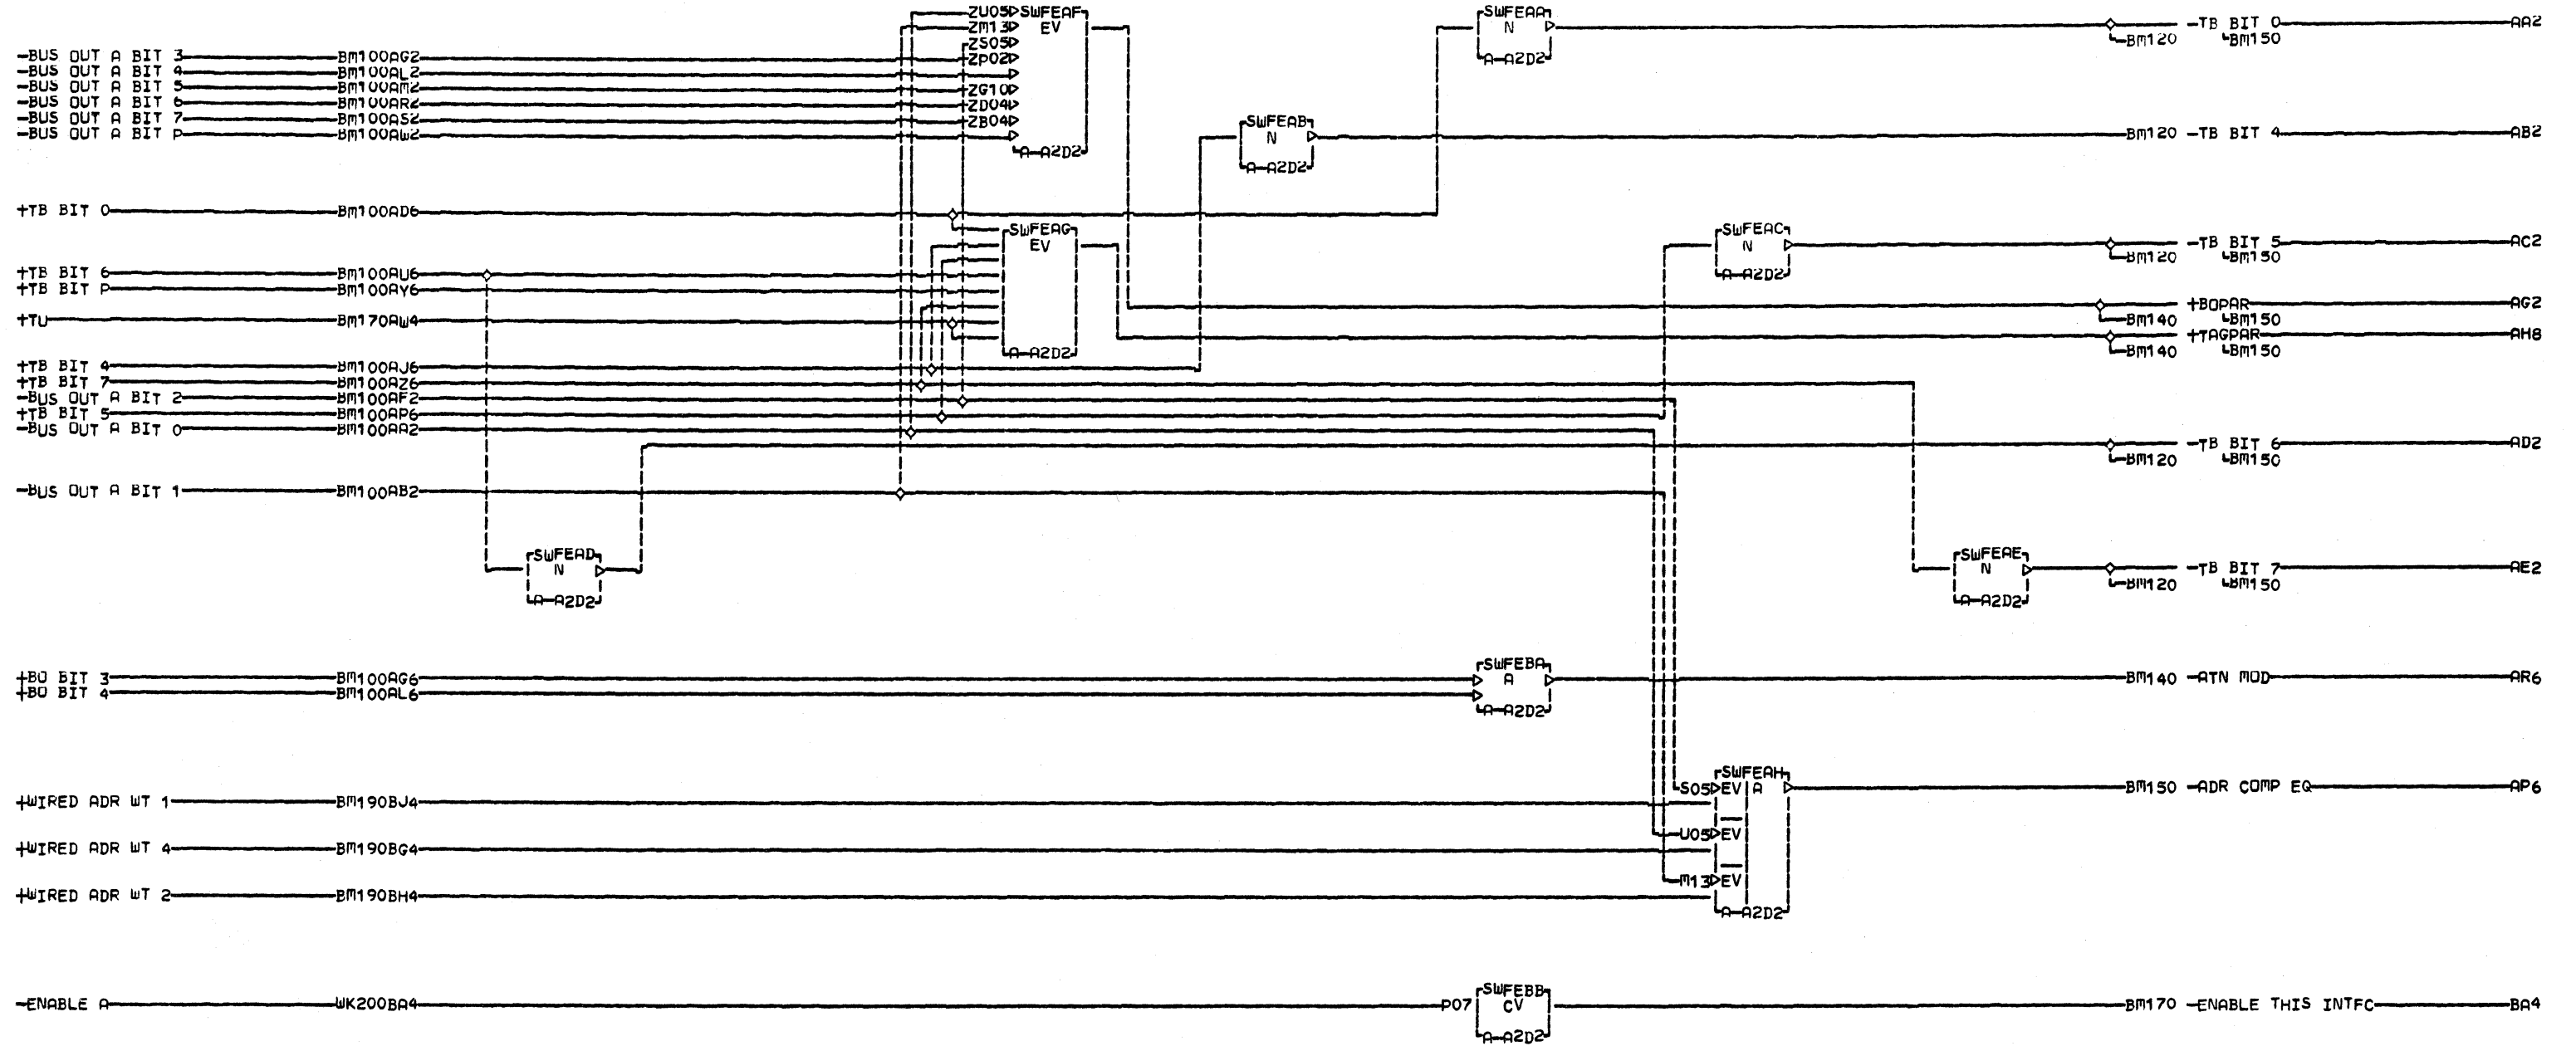 ZU05 SWFEAF SWFEAA -TB BIT 0 AA2
ZM13 EV N BM120 BM150
ZS05
-BUS OUT A BIT 3 BM100AG2 ZP02 A-A2D2
-BUS OUT A BIT 4 BM100AL2
-BUS OUT A BIT 5 BM100AM2 ZG10
-BUS OUT A BIT 6 BM100AR2 ZD04
-BUS OUT A BIT 7 BM100AS2 ZB04 SWFEAB
-BUS OUT A BIT P BM100AW2 N BM120 -TB BIT 4 AB2
A-A2D2 A-A2D2
+TB BIT 0 BM100AD6
SWFEAG SWFEAC
EV N -TB BIT 5 AC2
BM120 BM150
+TB BIT 6 BM100AU6 A-A2D2
+TB BIT P BM100AY6
+BOPAR AG2
+TU BM170AW4 BM140 BM150
+TAGPAR AH8
A-A2D2 BM140 BM150
+TB BIT 4 BM100AJ6
+TB BIT 7 BM100AZ6
-BUS OUT A BIT 2 BM100AF2
+TB BIT 5 BM100AP6
-BUS OUT A BIT 0 BM100AA2
-TB BIT 6 AD2
BM120 BM150
-BUS OUT A BIT 1 BM100AB2
SWFEAD SWFEAE
N N -TB BIT 7 AE2
BM120 BM150
A-A2D2 A-A2D2
SWFEBA
+BO BIT 3 BM100AG6 A BM140 -ATN MOD AR6
+BO BIT 4 BM100AL6
A-A2D2
SWFEAH
S05 EV A BM150 -ADR COMP EQ AP6
+WIRED ADR WT 1 BM190BJ4
U05 EV
+WIRED ADR WT 4 BM190BG4
M13 EV
+WIRED ADR WT 2 BM190BH4
A-A2D2
SWFEBB
-ENABLE A WK200BA4 P07 CV BM170 -ENABLE THIS INTFC BA4
A-A2D2